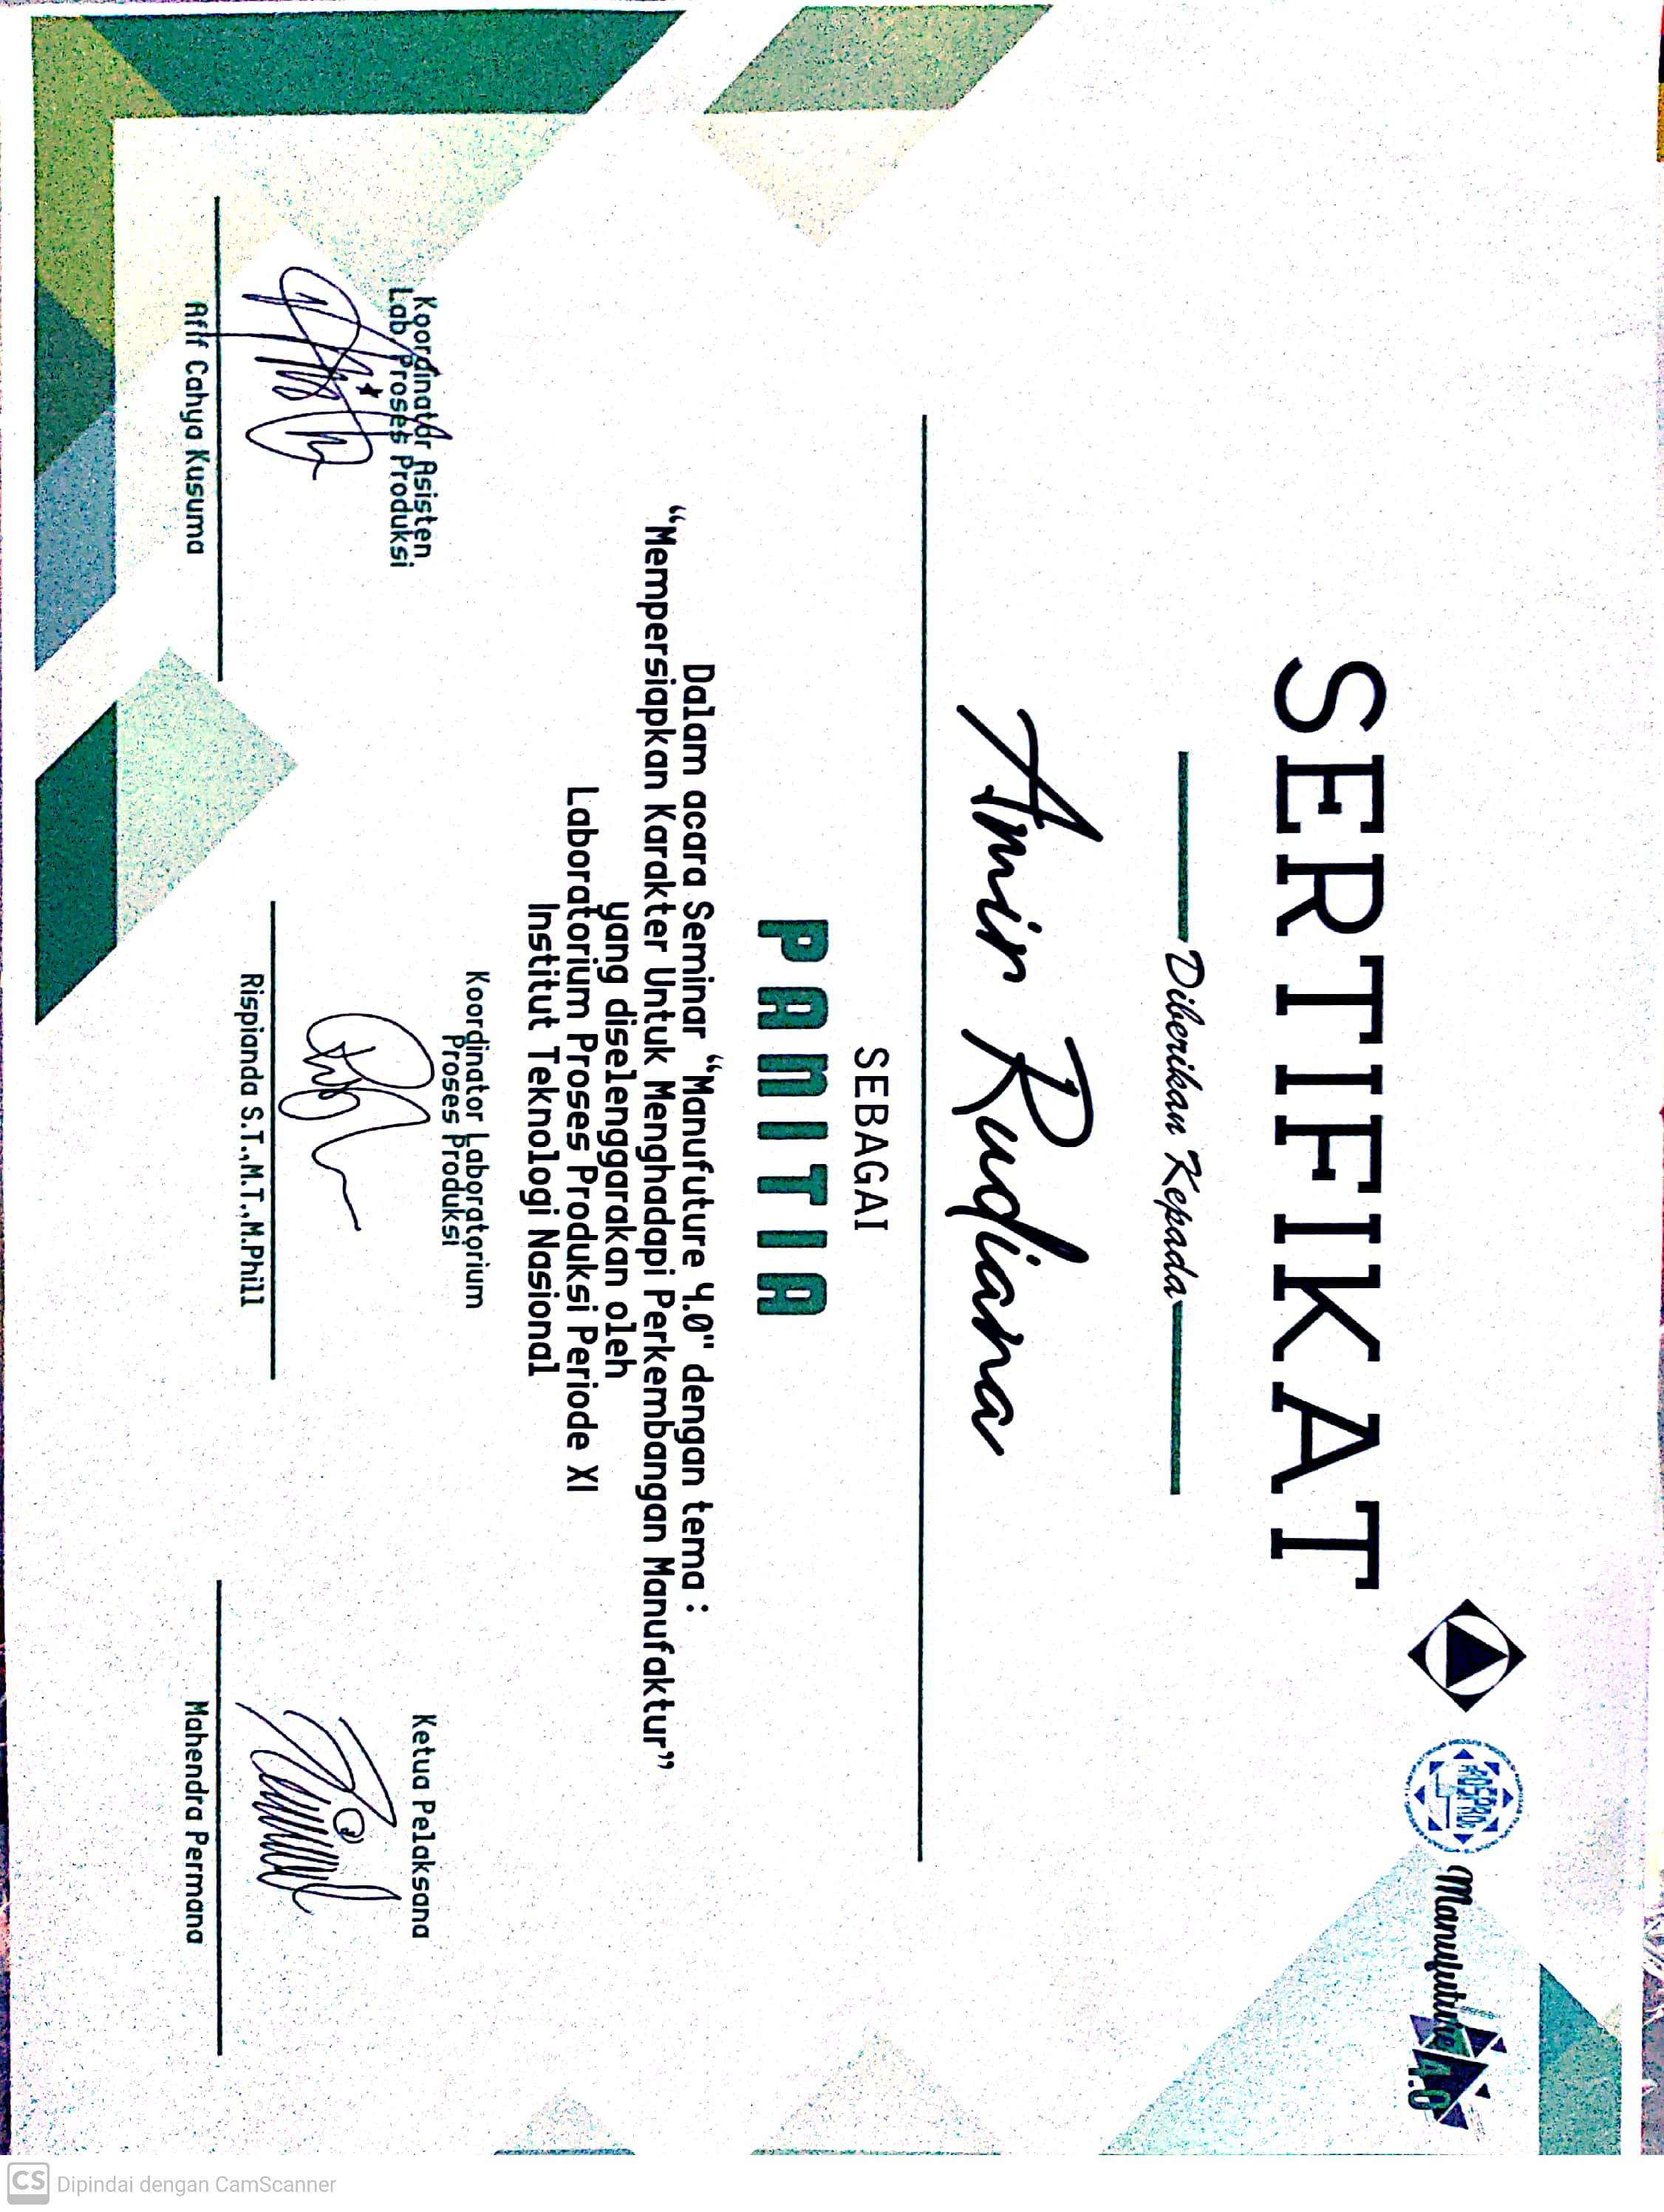 Manufuture 4.0
SERTIFIKAT
Diberikan Kepada
Amir Rudiana
SEBAGAI
PANITIA
Dalam acara Seminar “Manufuture 4.0" dengan tema :
“Mempersiapkan Karakter Untuk Menghadapi Perkembangan Manufaktur”
yang diselenggarakan oleh
Laboratorium Proses Produksi Periode XI
Institut Teknologi Nasional
Koordinator Asisten
Lab. Proses Produksi
Afif Cahya Kusuma
Koordinator Laboratorium
Proses Produksi
Rispianda S.T.,M.T.,M.Phill
Ketua Pelaksana
Mahendra Permana
CS Dipindai dengan CamScanner